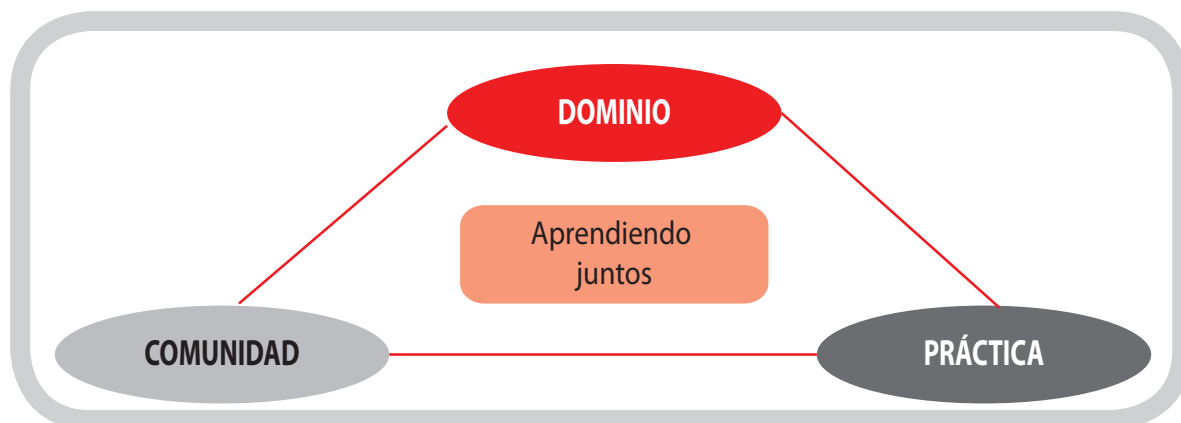 DOMINIO
Aprendiendo
juntos
COMUNIDAD
PRÁCTICA